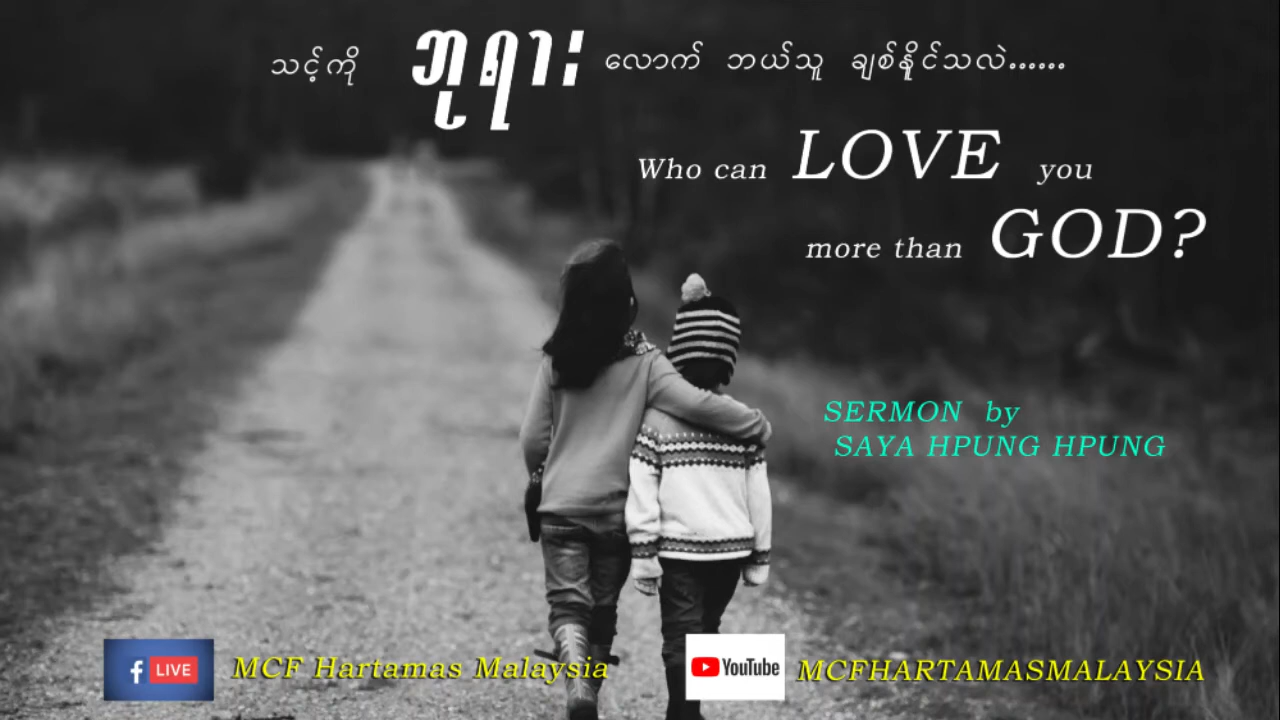 သင့်ကို ဘုရား လောက် ဘယ်သူ ချစ်နိူင်သလဲ......
Who can LOVE you
more than GOD?
SERMON by
SAYA HPUNG HPUNG
f LIVE MCF Hartamas Malaysia
YouTube MCFHARTAMASMALAYSIA